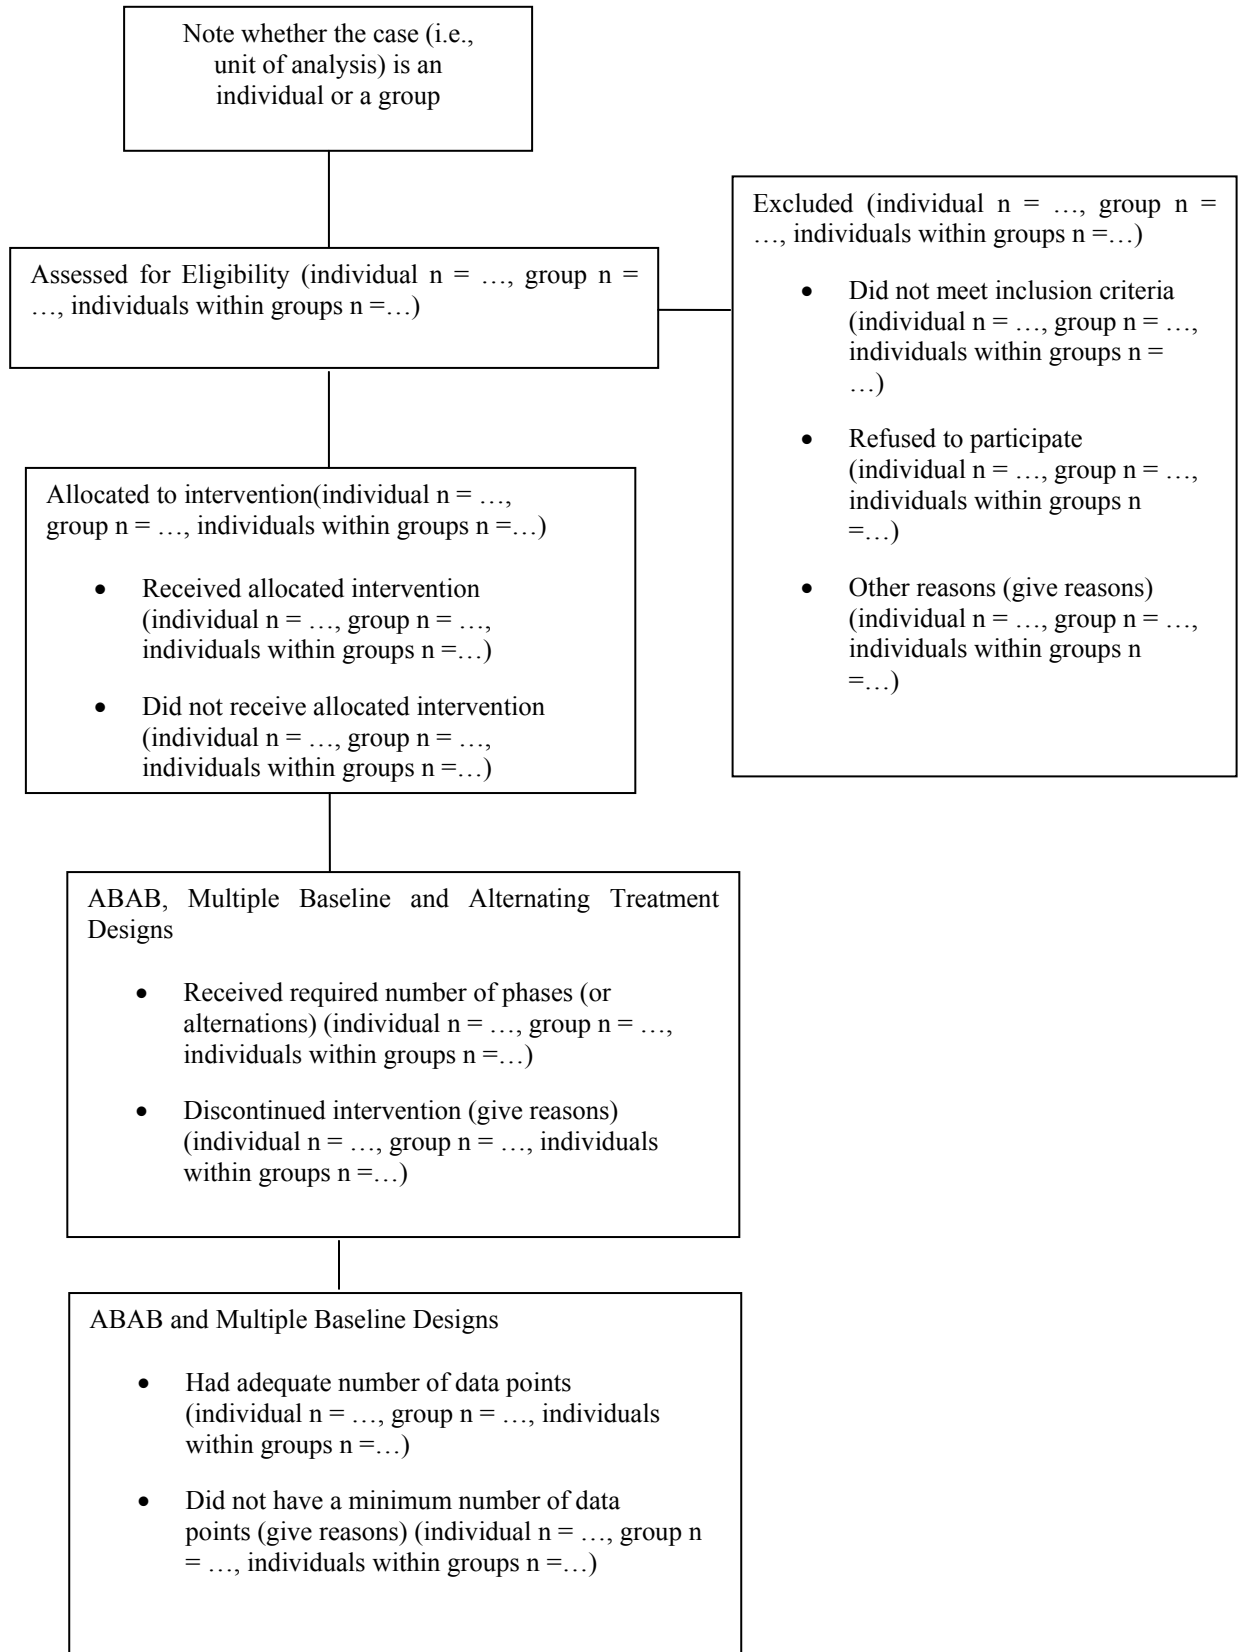 Note whether the case (i.e.,
unit of analysis) is an
individual or a group
Assessed for Eligibility (individual n = …, group n =
…, individuals within groups n =…)
Excluded (individual n = …, group n =
…, individuals within groups n =…)
• Did not meet inclusion criteria
(individual n = …, group n = …,
individuals within groups n =
…)
• Refused to participate
(individual n = …, group n = …,
individuals within groups n
=…)
• Other reasons (give reasons)
(individual n = …, group n = …,
individuals within groups n
=…)
Allocated to intervention(individual n = …,
group n = …, individuals within groups n =…)
• Received allocated intervention
(individual n = …, group n = …,
individuals within groups n =…)
• Did not receive allocated intervention
(individual n = …, group n = …,
individuals within groups n =…)
ABAB, Multiple Baseline and Alternating Treatment
Designs
• Received required number of phases (or
alternations) (individual n = …, group n = …,
individuals within groups n =…)
• Discontinued intervention (give reasons)
(individual n = …, group n = …, individuals
within groups n =…)
ABAB and Multiple Baseline Designs
• Had adequate number of data points
(individual n = …, group n = …, individuals
within groups n =…)
• Did not have a minimum number of data
points (give reasons) (individual n = …, group n
= …, individuals within groups n =…)